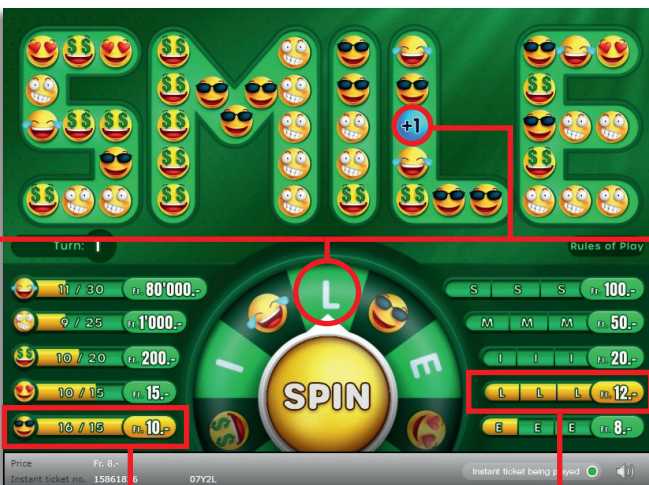 SMILE
+1
Turn: 1
Rules of Play
11 / 30 Fr. 80'000.-
9 / 25 Fr. 1'000.-
10 / 20 Fr. 200.-
10 / 15 Fr. 15.-
16 / 15 Fr. 10.-
I L E
SPIN
S S S Fr. 100.-
M M M Fr. 50.-
I I I Fr. 20.-
L L L Fr. 12.-
E E E Fr. 8.-
Price Fr. 8.-
Instant ticket no. 07Y2L
Instant ticket being played